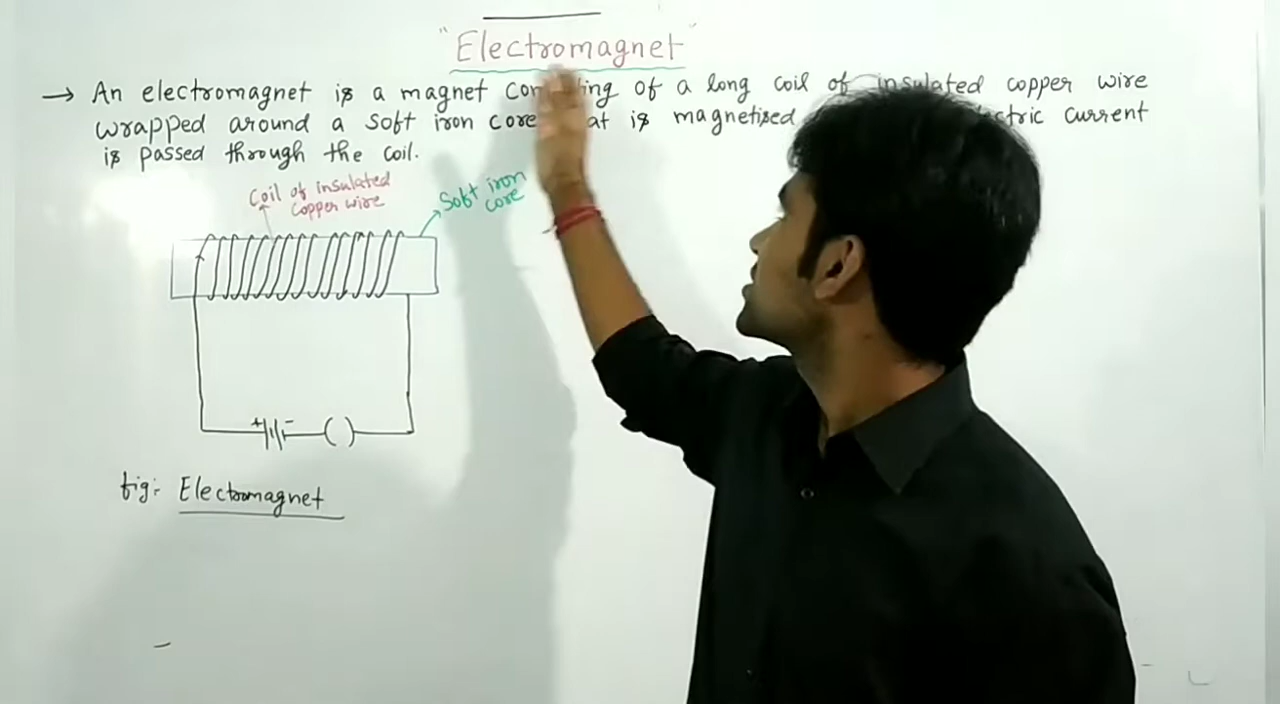 "Electromagnet"
→ An electromagnet is a magnet of a long coil of insulated copper wire
wrapped around a soft iron core is magnetised current
is passed through the coil.
Coil of insulated
copper wire
Soft iron
core
+ -
( )
fig:- Electromagnet